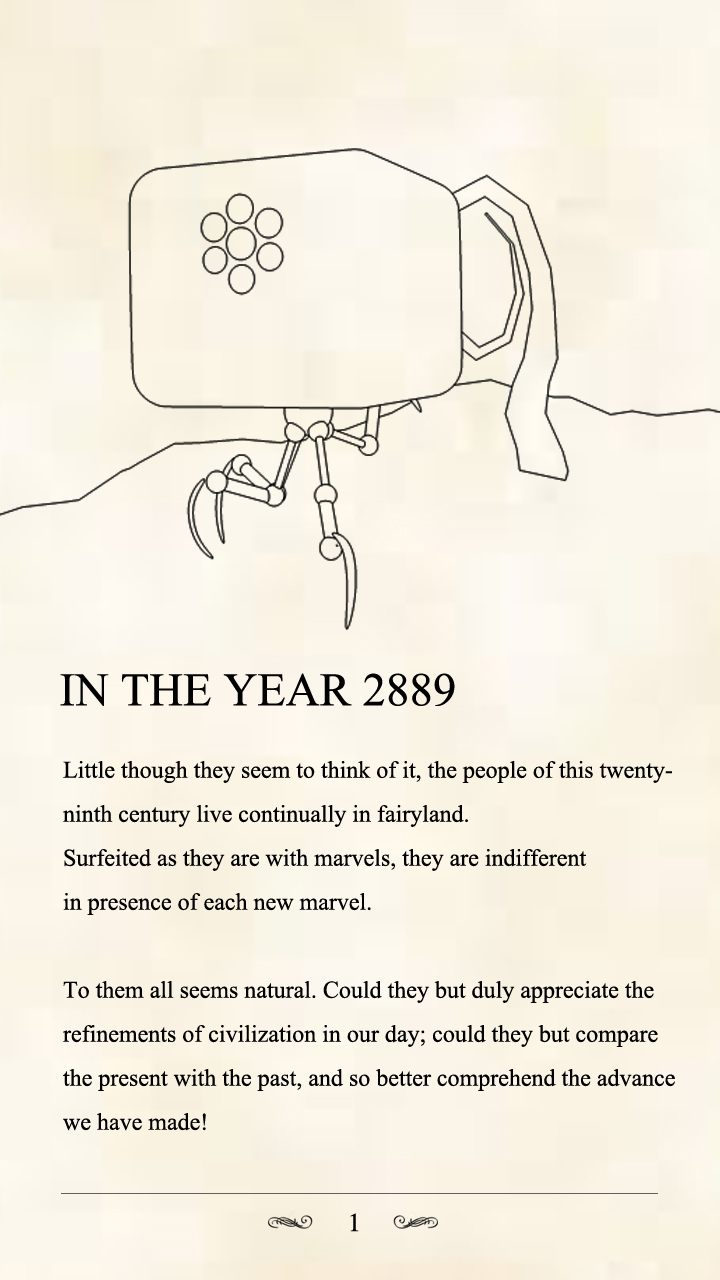 IN THE YEAR 2889
Little though they seem to think of it, the people of this twenty-
ninth century live continually in fairyland.
Surfeited as they are with marvels, they are indifferent
in presence of each new marvel.
To them all seems natural. Could they but duly appreciate the
refinements of civilization in our day; could they but compare
the present with the past, and so better comprehend the advance
we have made!
1